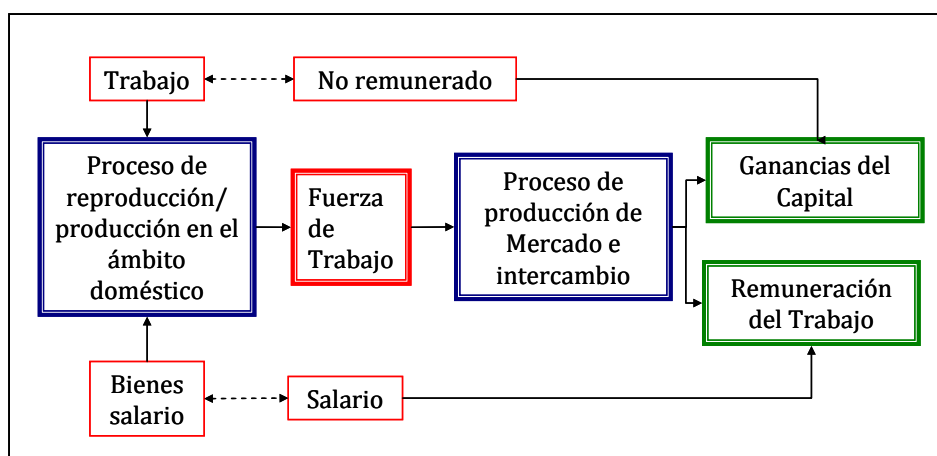 Trabajo
No remunerado
Proceso de
reproducción/
producción en el
ámbito
doméstico
Fuerza
de
Trabajo
Proceso de
producción de
Mercado e
intercambio
Ganancias del
Capital
Remuneración
del Trabajo
Bienes
salario
Salario